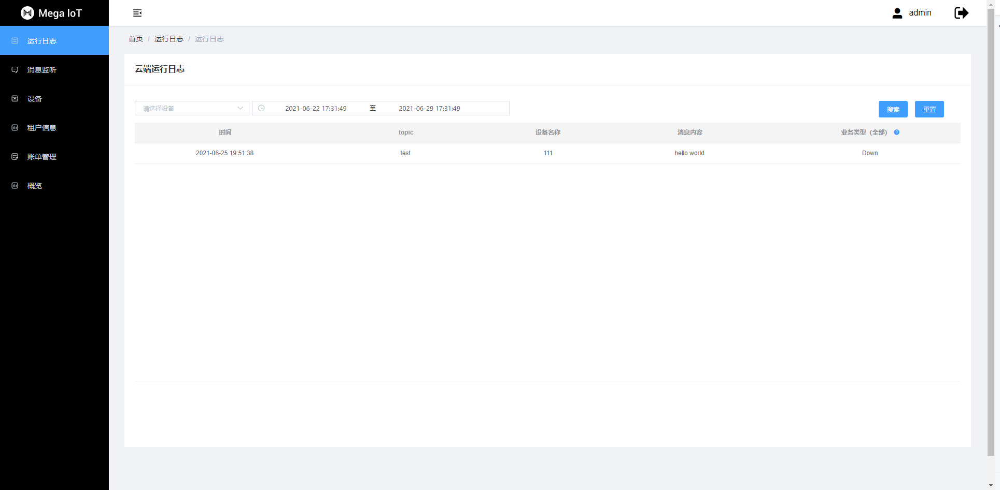 Mega IoT
admin
运行日志
消息监听
设备
租户信息
账单管理
概览
首页 / 运行日志 / 运行日志
云端运行日志
请选择设备 2021-06-22 17:31:49 至 2021-06-29 17:31:49 搜索 重置
时间 topic 设备名称 消息内容 业务类型（全部） ?
2021-06-25 19:51:38 test 111 hello world Down